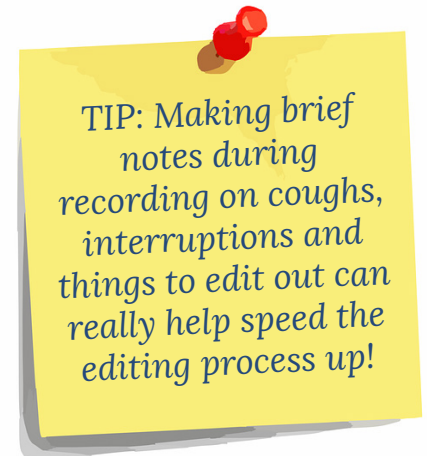 TIP: Making brief
notes during
recording on coughs,
interruptions and
things to edit out can
really help speed the
editing process up!